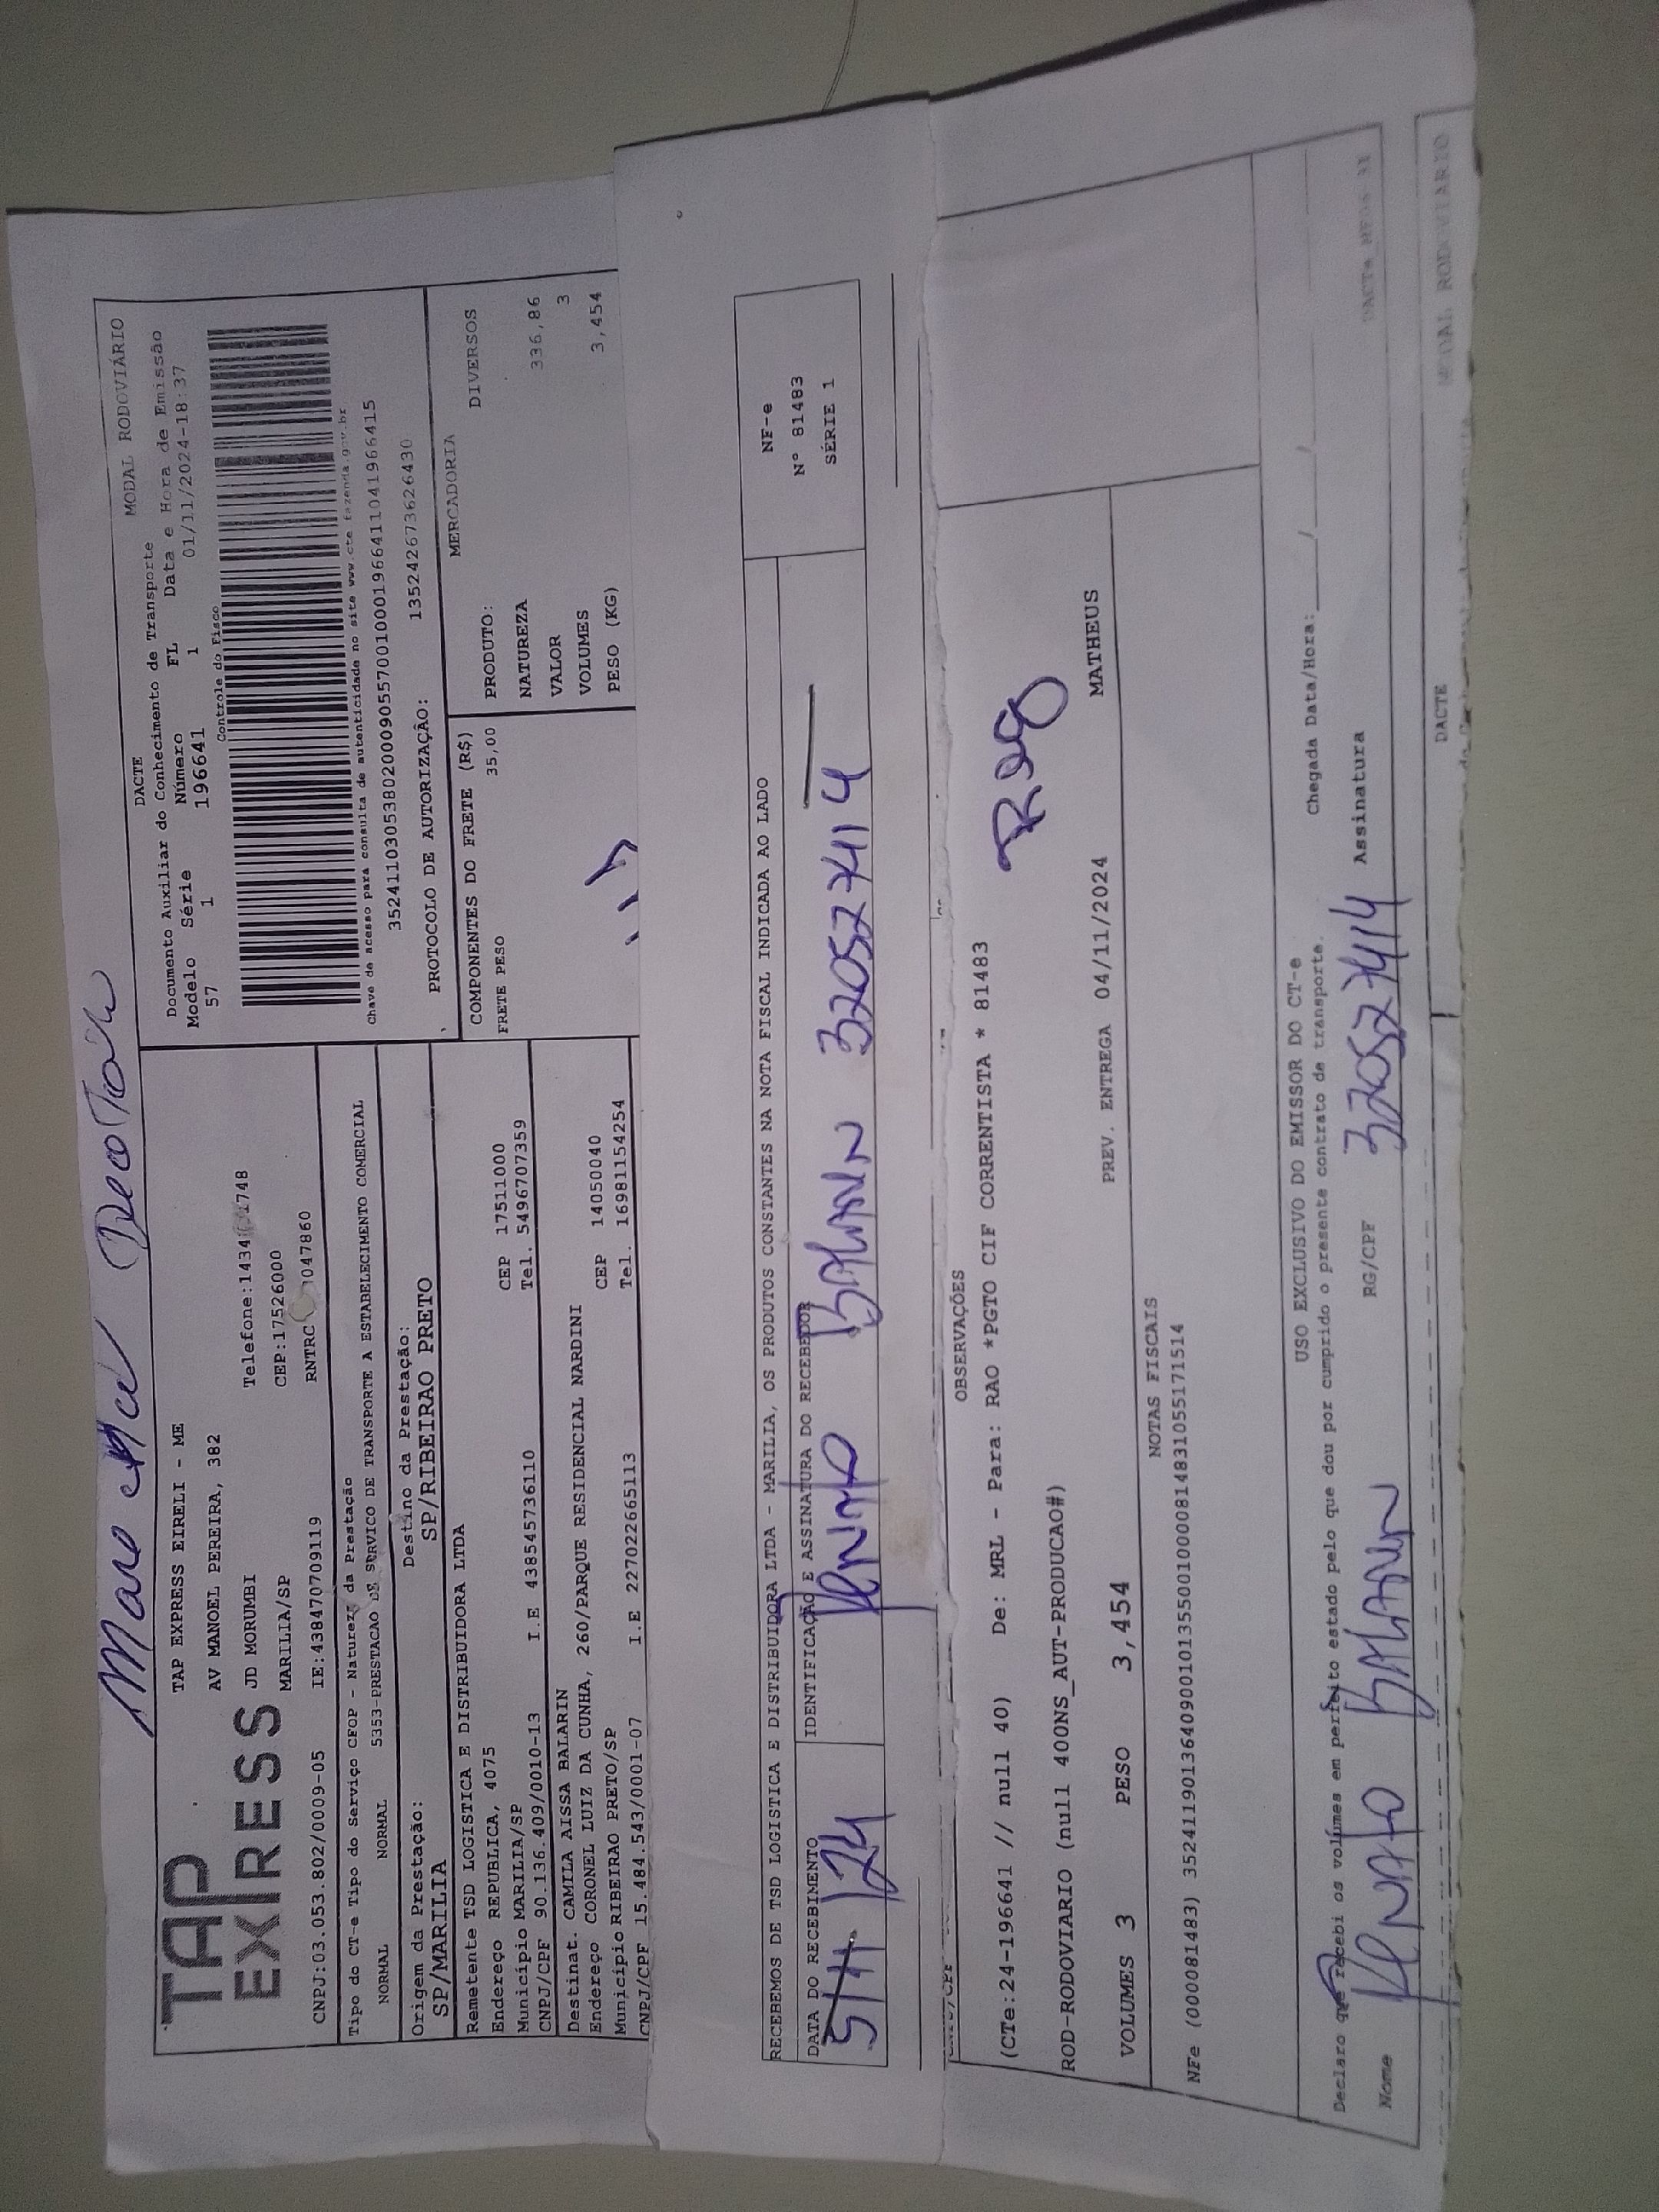 DACTE MODAL RODOVIÁRIO
TAP EXPRESS
TAP EXPRESS EIRELI - ME
AV MANOEL PEREIRA, 382
JD MORUMBI Telefone:1434
MARILIA/SP CEP:17526000
CNPJ:03.053.802/0009-05 IE:438470709119 RNTRC 047860
Documento Auxiliar do Conhecimento de Transporte
Modelo Série Número FL Data e Hora de Emissão
57 1 196641 1 01/11/2024-18:37
Controle do Fisco
Chave de acesso para consulta de autenticidade no site www.cte.fazenda.gov.br
35241103053802000905570010001966411041966415
PROTOCOLO DE AUTORIZAÇÃO: 135242673626430
Tipo do CT-e Tipo do Serviço CFOP - Natureza da Prestação
NORMAL NORMAL 5353-PRESTACAO DE SERVICO DE TRANSPORTE A ESTABELECIMENTO COMERCIAL
Origem da Prestação: Destino da Prestação:
SP/MARILIA SP/RIBEIRAO PRETO
Remetente TSD LOGISTICA E DISTRIBUIDORA LTDA
Endereço REPUBLICA, 4075
Município MARILIA/SP CEP 17511000
CNPJ/CPF 90.136.409/0010-13 I.E 438545736110 Tel. 5496707359
Destinat. CAMILA AISSA BALARIN
Endereço CORONEL LUIZ DA CUNHA, 260/PARQUE RESIDENCIAL NARDINI
Município RIBEIRAO PRETO/SP CEP 14050040
CNPJ/CPF 15.484.543/0001-07 I.E 227022665113 Tel. 16981154254
COMPONENTES DO FRETE (R$)
FRETE PESO 35,00
MERCADORIA
PRODUTO: DIVERSOS
NATUREZA
VALOR 336,86
VOLUMES 3
PESO (KG) 3,454
RECEBEMOS DE TSD LOGISTICA E DISTRIBUIDORA LTDA - MARILIA, OS PRODUTOS CONSTANTES NA NOTA FISCAL INDICADA AO LADO
DATA DO RECEBIMENTO IDENTIFICAÇÃO E ASSINATURA DO RECEBEDOR
5/11/24 RENATO BALARIN 320527414
NF-e
N° 81483
SÉRIE 1
OBSERVAÇÕES
(CTe:24-196641 // null 40) De: MRL - Para: RAO *PGTO CIF CORRENTISTA * 81483
ROD-RODOVIARIO (null 400NS_AUT-PRODUCAO#)
VOLUMES 3 PESO 3,454 PREV. ENTREGA 04/11/2024 MATHEUS
NOTAS FISCAIS
NFe (000081483) 35241190136409001013550010000814831055171514
USO EXCLUSIVO DO EMISSOR DO CT-e
Declaro que recebi os volumes em perfeito estado pelo que dou por cumprido o presente contrato de transporte.
Chegada Data/Hora:___/___/___
Nome RENATO BALARIN RG/CPF 320527414 Assinatura
DACTE MODAL RODOVIARIO